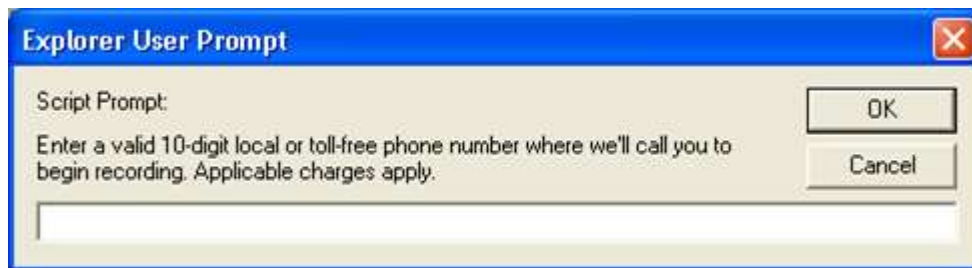 Explorer User Prompt
Script Prompt:
OK
Enter a valid 10-digit local or toll-free phone number where we'll call you to
begin recording. Applicable charges apply.
Cancel